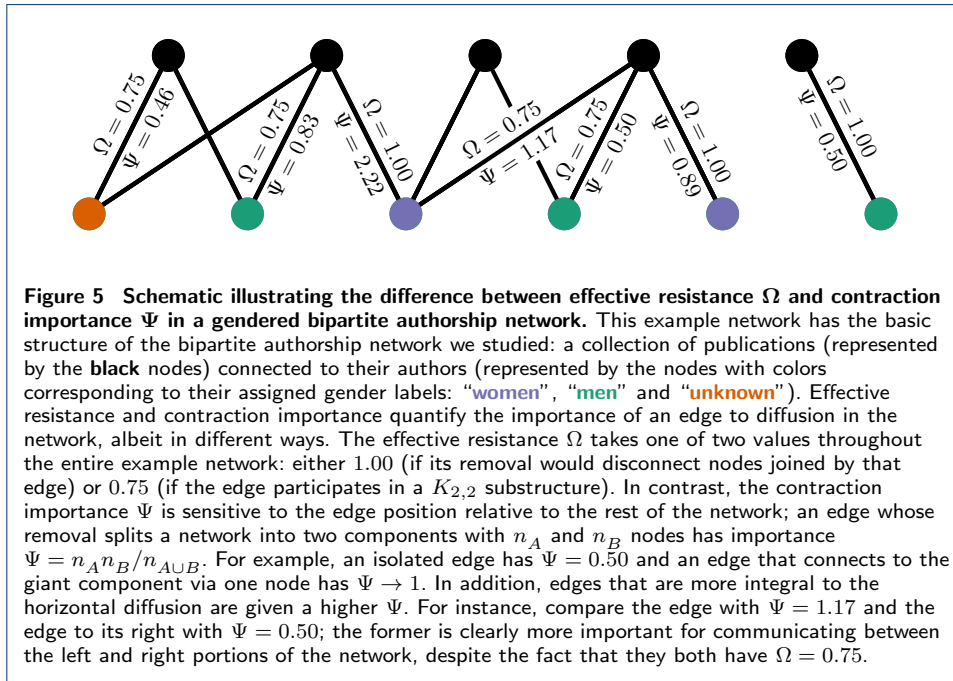 Ω = 0.75
Ψ = 0.46
Ω = 0.75
Ψ = 0.83
Ω = 1.00
Ψ = 2.22
Ω = 0.75
Ψ = 1.17
Ω = 0.75
Ψ = 0.50
Ω = 1.00
Ψ = 0.89
Ω = 1.00
Ψ = 0.50
Figure 5 Schematic illustrating the difference between effective resistance Ω and contraction
importance Ψ in a gendered bipartite authorship network. This example network has the basic
structure of the bipartite authorship network we studied: a collection of publications (represented
by the black nodes) connected to their authors (represented by the nodes with colors
corresponding to their assigned gender labels: “women”, “men” and “unknown”). Effective
resistance and contraction importance quantify the importance of an edge to diffusion in the
network, albeit in different ways. The effective resistance Ω takes one of two values throughout
the entire example network: either 1.00 (if its removal would disconnect nodes joined by that
edge) or 0.75 (if the edge participates in a K2,2 substructure). In contrast, the contraction
importance Ψ is sensitive to the edge position relative to the rest of the network; an edge whose
removal splits a network into two components with nA and nB nodes has importance
Ψ = nAnB/nA∪B. For example, an isolated edge has Ψ = 0.50 and an edge that connects to the
giant component via one node has Ψ → 1. In addition, edges that are more integral to the
horizontal diffusion are given a higher Ψ. For instance, compare the edge with Ψ = 1.17 and the
edge to its right with Ψ = 0.50; the former is clearly more important for communicating between
the left and right portions of the network, despite the fact that they both have Ω = 0.75.